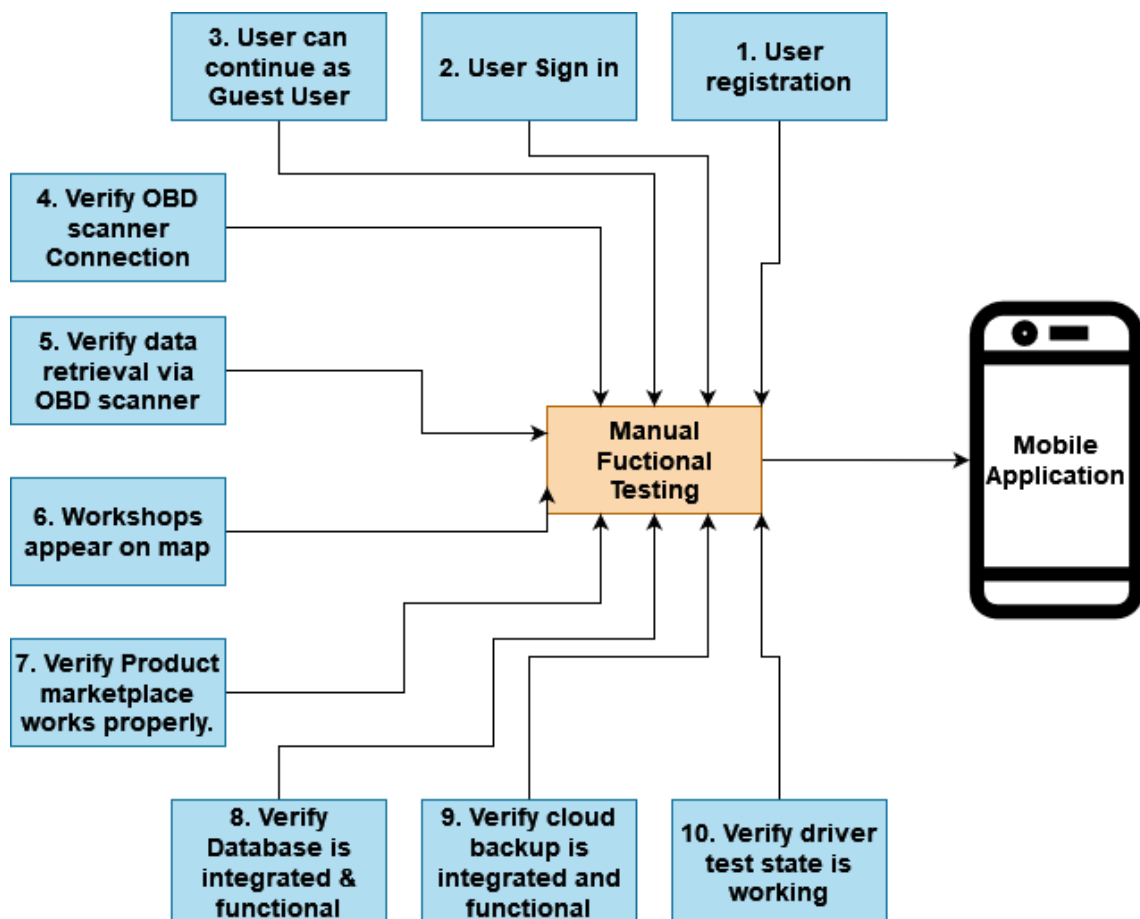 3. User can
continue as
Guest User
2. User Sign in
1. User
registration
4. Verify OBD
scanner
Connection
5. Verify data
retrieval via
OBD scanner
Manual
Fuctional
Testing
Mobile
Application
6. Workshops
appear on map
7. Verify Product
marketplace
works properly.
8. Verify
Database is
integrated &
functional
9. Verify cloud
backup is
integrated and
functional
10. Verify driver
test state is
working